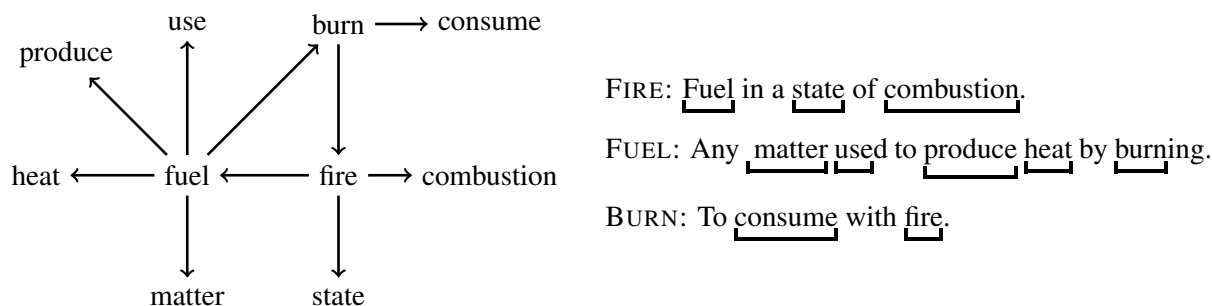 use
burn
consume
produce
heat
fuel
fire
combustion
matter
state
FIRE: Fuel in a state of combustion.
FUEL: Any matter used to produce heat by burning.
BURN: To consume with fire.